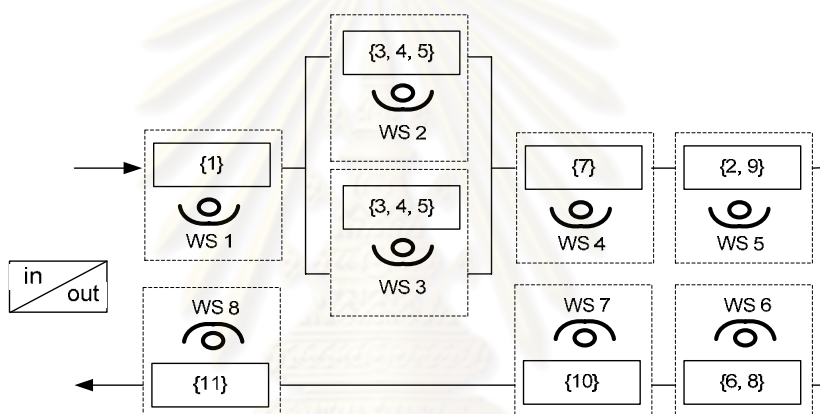 {3, 4, 5}
WS 2
{1}
WS 1
{3, 4, 5}
WS 3
{7}
WS 4
{2, 9}
WS 5
in
out
WS 8
{11}
WS 7
{10}
WS 6
{6, 8}